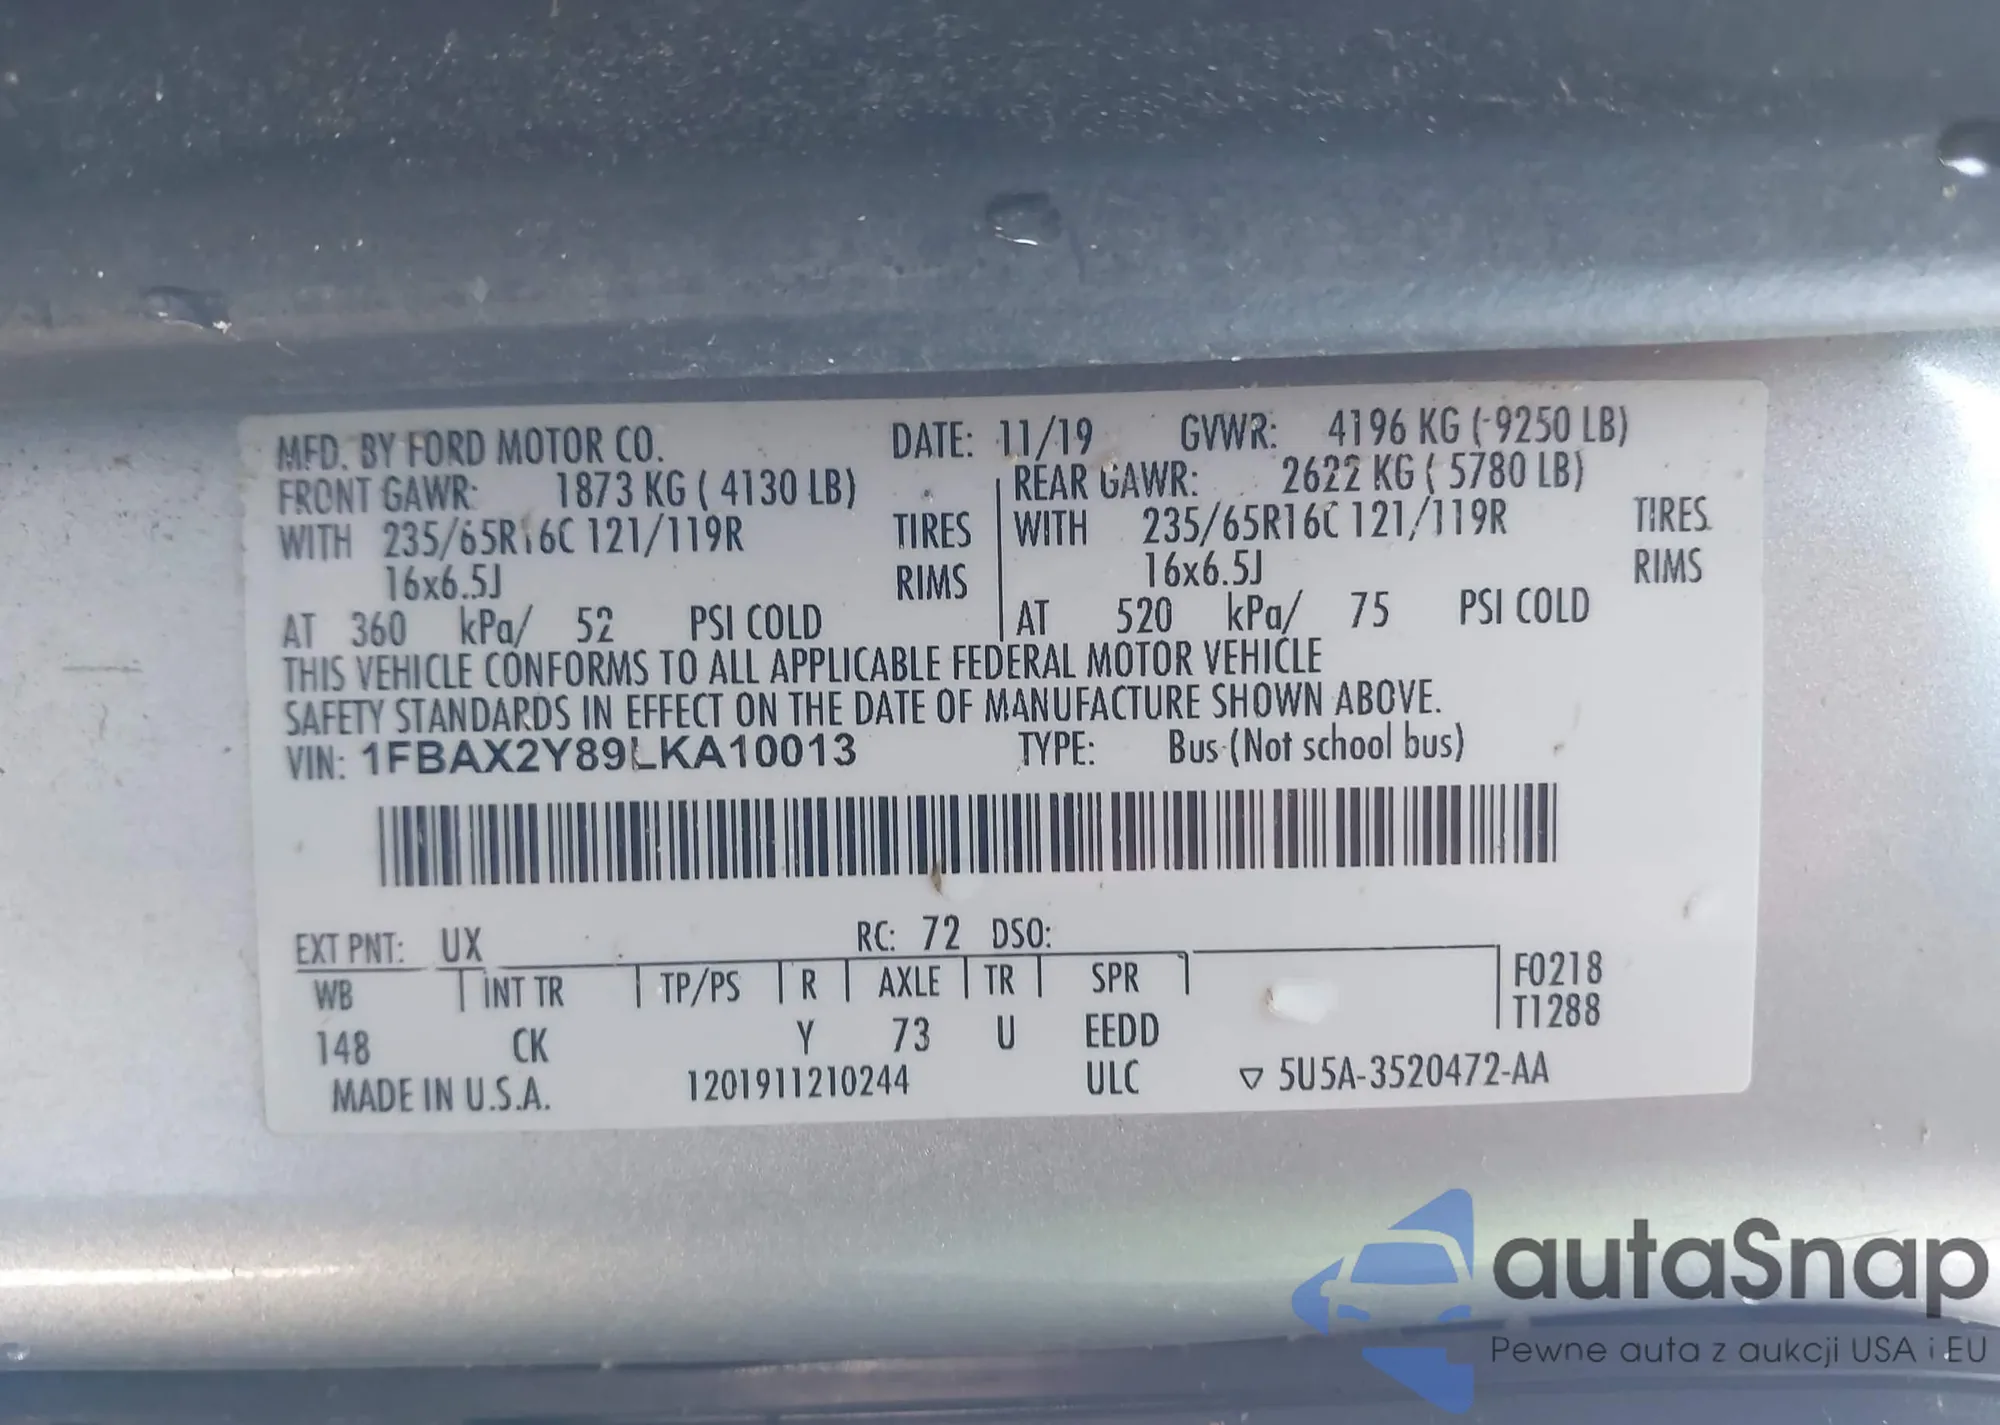 MFD. BY FORD MOTOR CO. DATE: 11/19 GVWR: 4196 KG (-9250 LB)
FRONT GAWR: 1873 KG ( 4130 LB) REAR GAWR: 2622 KG ( 5780 LB)
WITH 235/65R16C 121/119R TIRES WITH 235/65R16C 121/119R TIRES
16x6.5J RIMS 16x6.5J RIMS
AT 360 kPa/ 52 PSI COLD AT 520 kPa/ 75 PSI COLD
THIS VEHICLE CONFORMS TO ALL APPLICABLE FEDERAL MOTOR VEHICLE
SAFETY STANDARDS IN EFFECT ON THE DATE OF MANUFACTURE SHOWN ABOVE.
VIN: 1FBAX2Y89LKA10013 TYPE: Bus (Not school bus)
EXT PNT: UX RC: 72 DSO:
WB INT TR TP/PS R AXLE TR SPR F0218
T1288
148 CK Y 73 U EEDD
MADE IN U.S.A. 1201911210244 ULC ▽ 5U5A-3520472-AA
autaSnap
Pewne auta z aukcji USA i EU